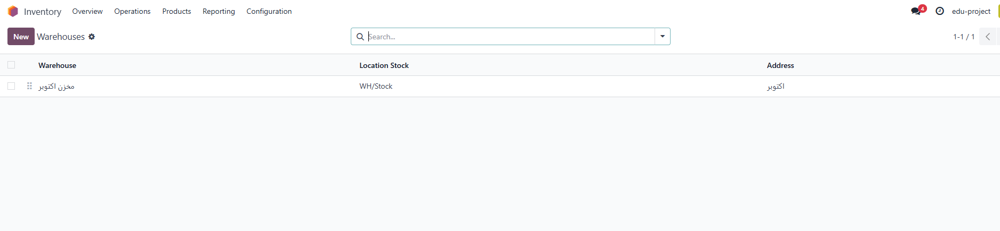 Inventory Overview Operations Products Reporting Configuration 4 edu-project
New Warehouses Search... 1-1 / 1
Warehouse Location Stock Address
مخزن اكتوبر WH/Stock اكتوبر